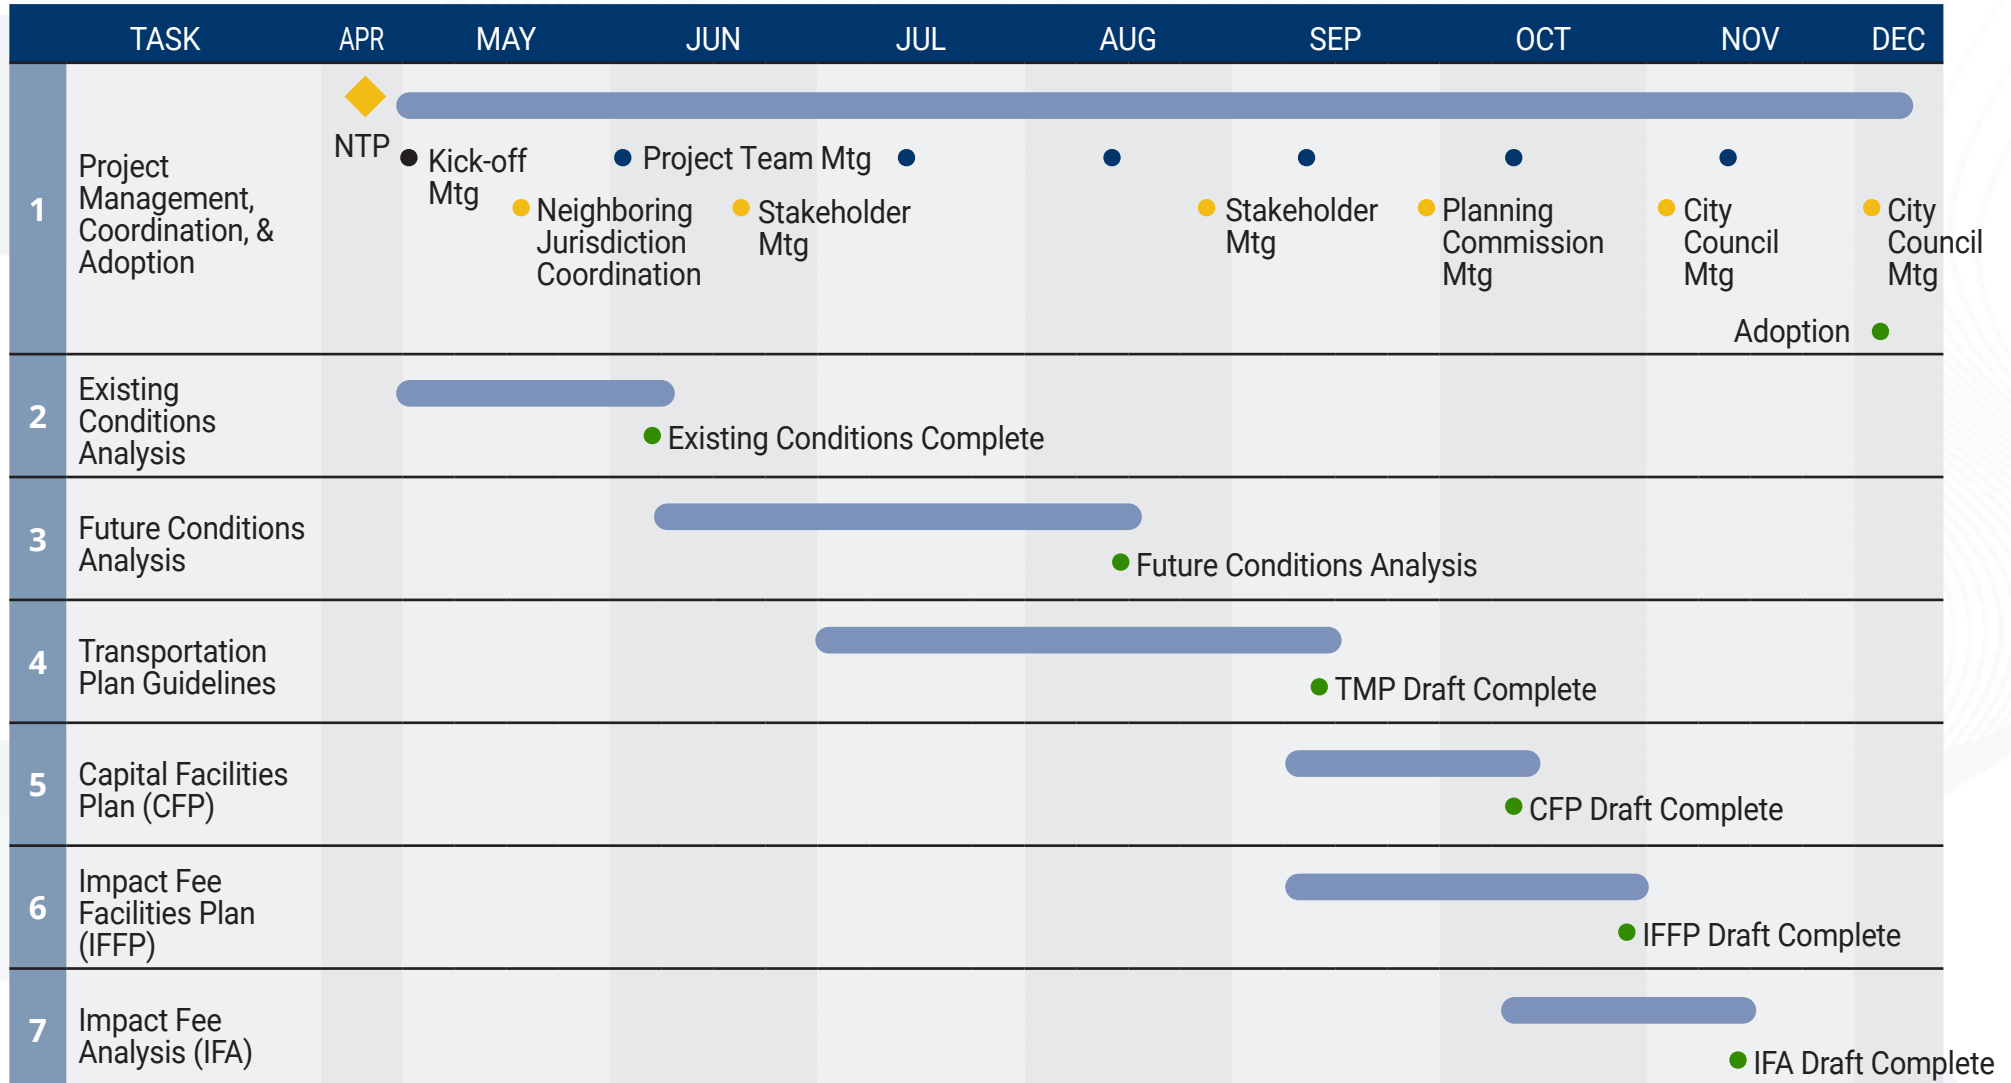 TASK APR MAY JUN JUL AUG SEP OCT NOV DEC
1
Project
Management,
Coordination, &
Adoption
NTP
Kick-off
Mtg
Project Team Mtg
Neighboring
Jurisdiction
Coordination
Stakeholder
Mtg
Stakeholder
Mtg
Planning
Commission
Mtg
City
Council
Mtg
City
Council
Mtg
Adoption
2
Existing
Conditions
Analysis
Existing Conditions Complete
3
Future Conditions
Analysis
Future Conditions Analysis
4
Transportation
Plan Guidelines
TMP Draft Complete
5
Capital Facilities
Plan (CFP)
CFP Draft Complete
6
Impact Fee
Facilities Plan
(IFFP)
IFFP Draft Complete
7
Impact Fee
Analysis (IFA)
IFA Draft Complete